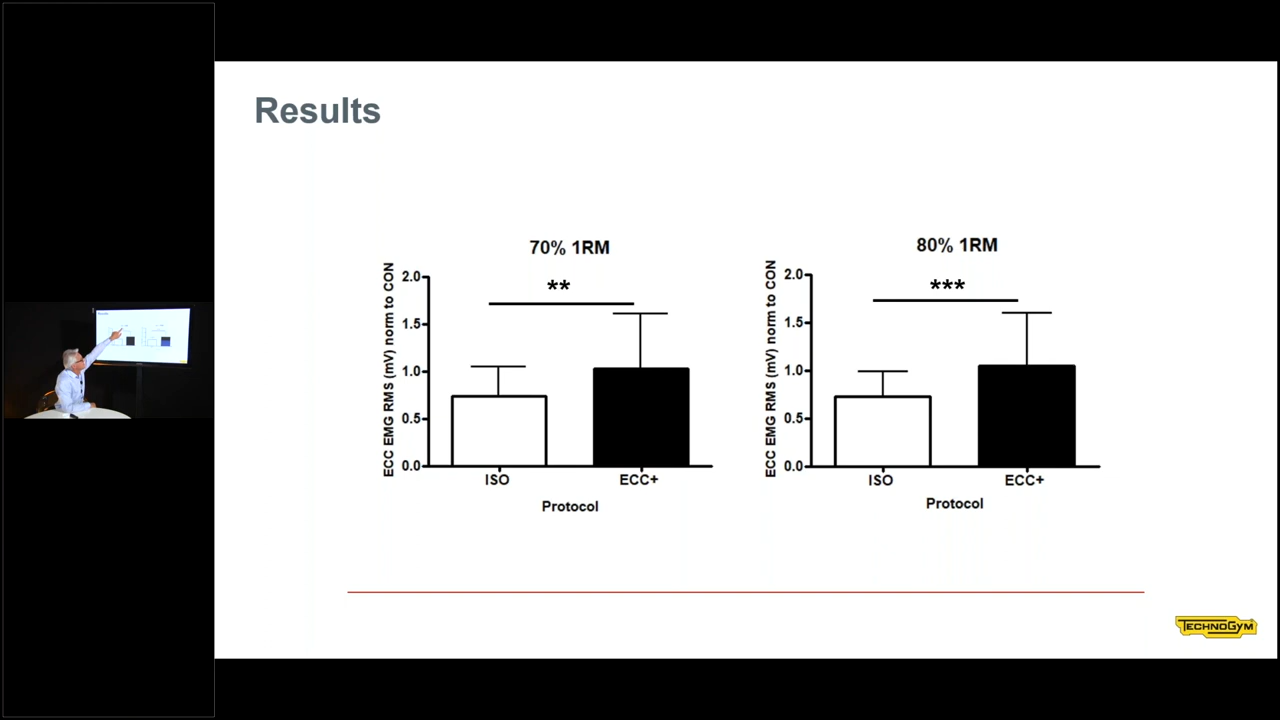 Results
70% 1RM
**
ECC EMG RMS (mV) norm to CON
2.0
1.5
1.0
0.5
0.0
ISO
ECC+
Protocol
80% 1RM
***
ECC EMG RMS (mV) norm to CON
2.0
1.5
1.0
0.5
0.0
ISO
ECC+
Protocol
TECHNOGYM